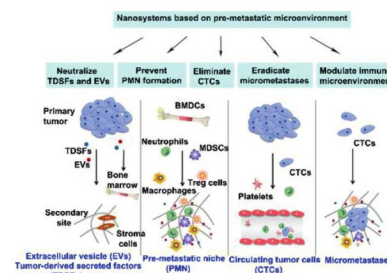 Nanosystems based on pre-metastatic microenvironment
Neutralize
TDSFs and EVs
Prevent
PMN formation
Eliminate
CTCs
Eradicate
micrometastases
Modulate immun
microenvironmen
Primary
tumor
TDSFs
EVs
Bone
marrow
Secondary
site
Stroma
cells
BMDCs
Neutrophils
MDSCs
Macrophages
Treg cells
CTCs
Platelets
CTCs
Extracellular vesicle (EVs)
Tumor-derived secreted factors
Pre-metastatic niche
(PMN)
Circulating tumor cells
(CTCs)
Micrometastase